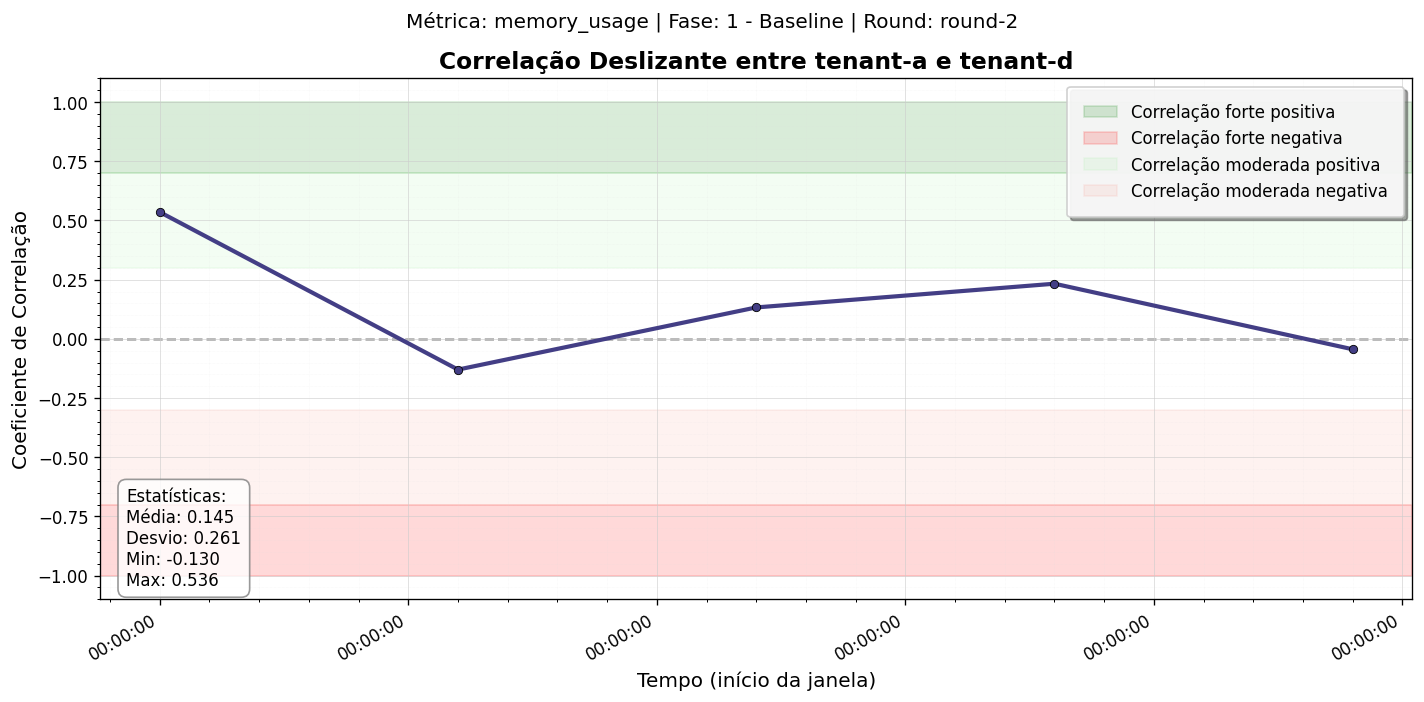 Métrica: memory_usage | Fase: 1 - Baseline | Round: round-2
Correlação Deslizante entre tenant-a e tenant-d
Coeficiente de Correlação
1.00
0.75
0.50
0.25
0.00
−0.25
−0.50
−0.75
−1.00
Correlação forte positiva
Correlação forte negativa
Correlação moderada positiva
Correlação moderada negativa
Estatísticas:
Média: 0.145
Desvio: 0.261
Min: -0.130
Max: 0.536
00:00:00
00:00:00
00:00:00
00:00:00
00:00:00
00:00:00
Tempo (início da janela)